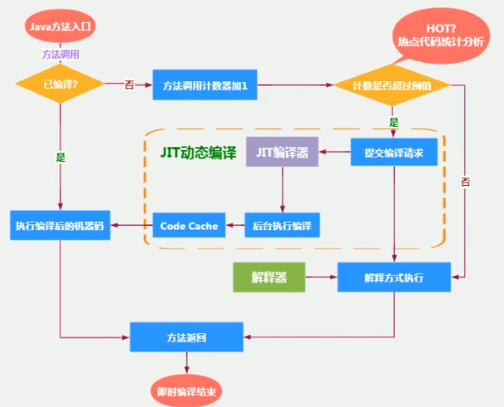 Java方法入口
HOT?
热点代码统计分析
方法调用
已编译?
否
方法调用计数器加1
计数是否超过阈值
是
JIT动态编译
JIT编译器
提交编译请求
是
否
执行编译后的机器码
Code Cache
后台执行编译
解释器
解释方式执行
方法返回
即时编译结束